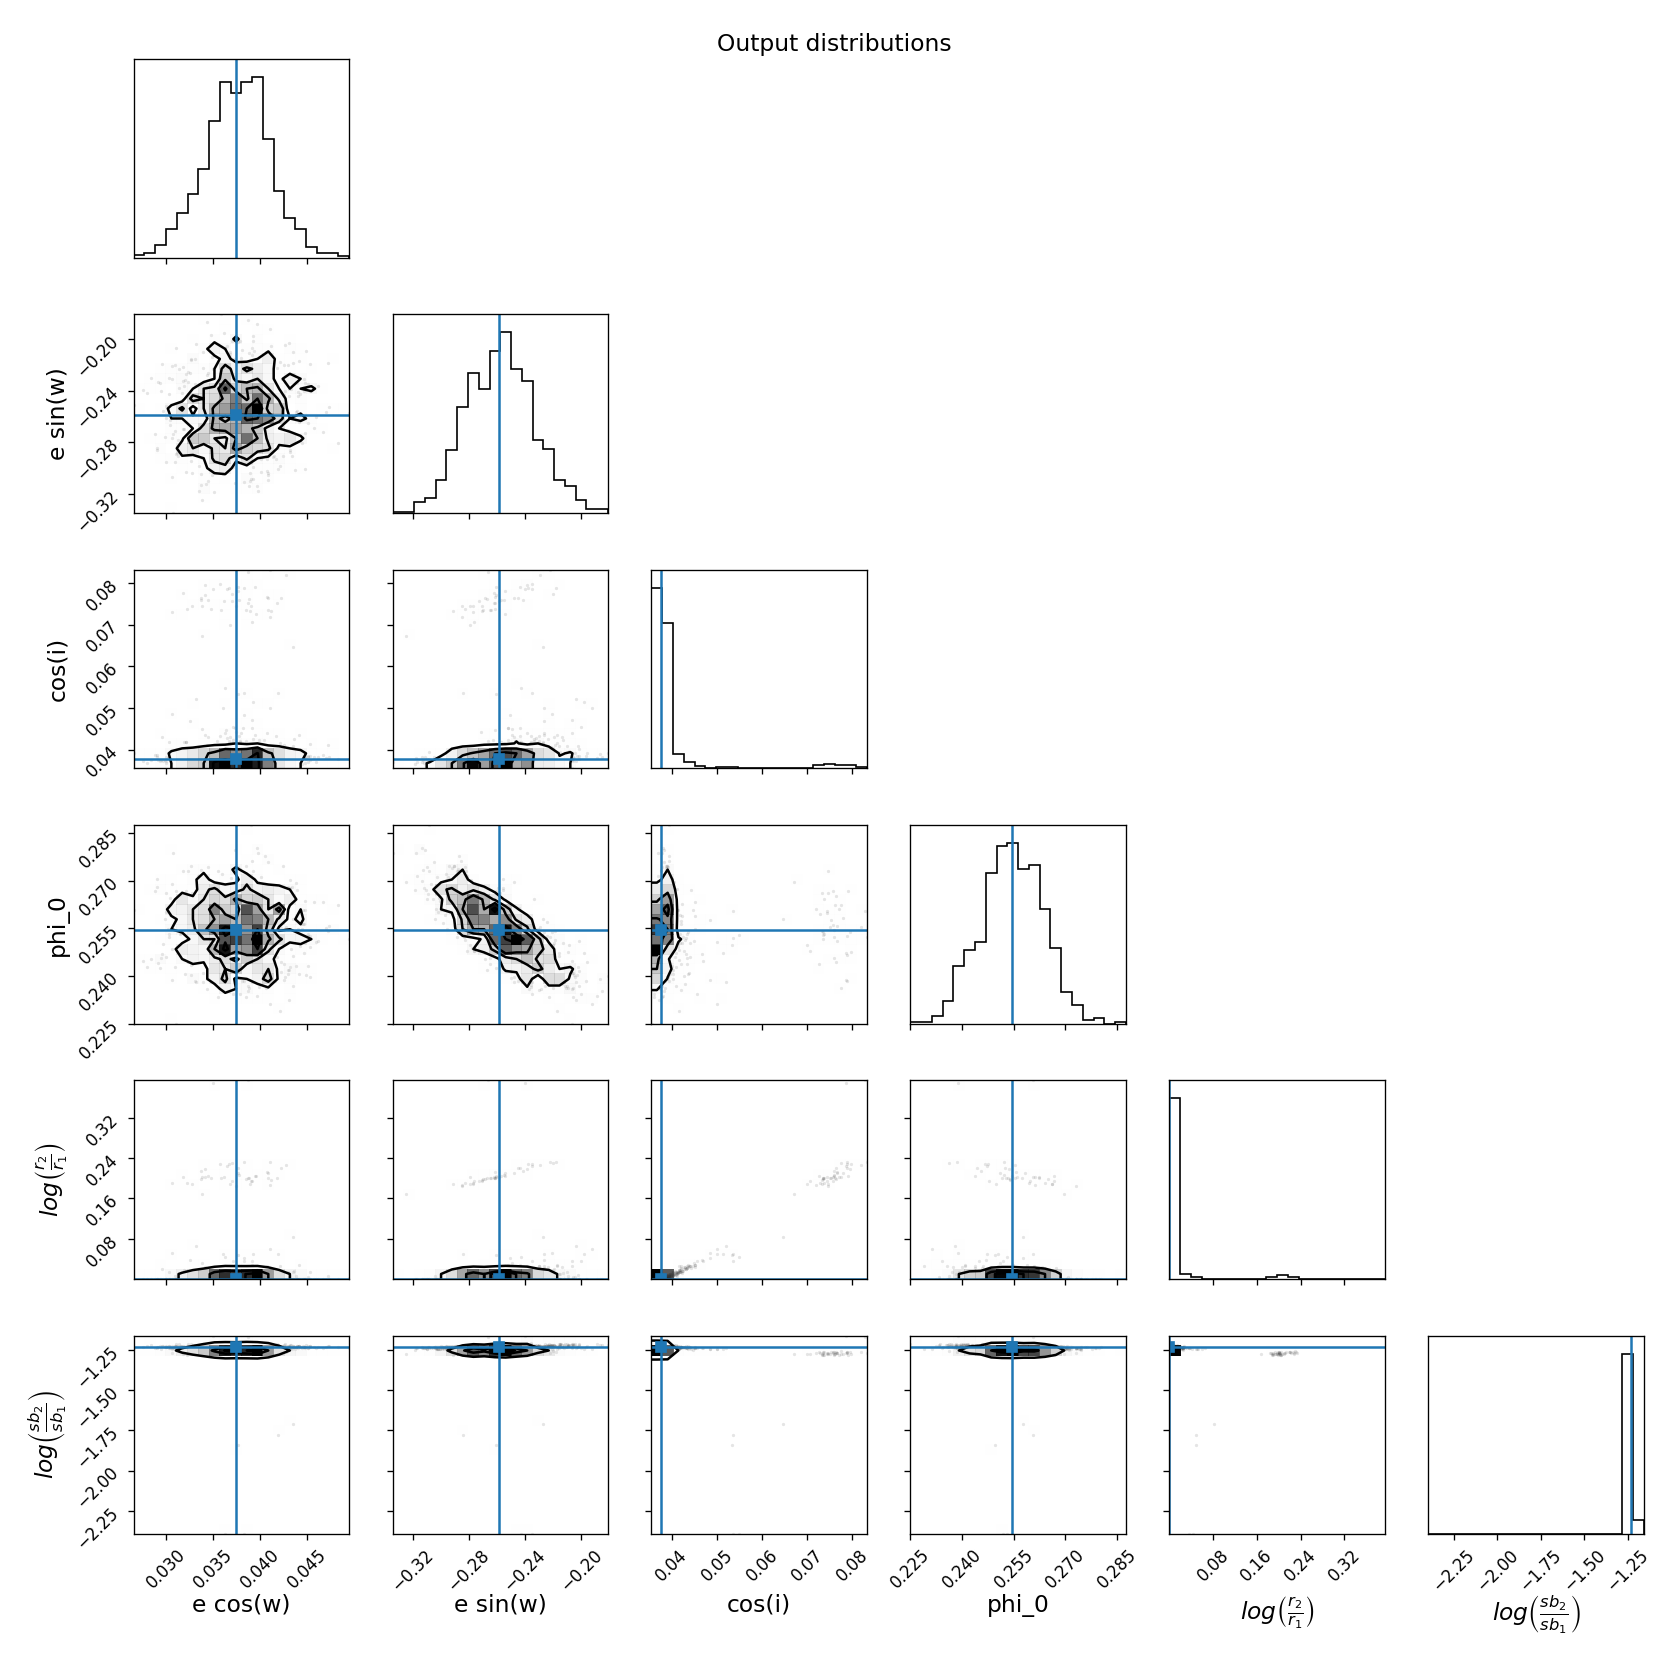 Output distributions
e sin(w)
−0.20
−0.24
−0.28
−0.32
cos(i)
0.08
0.07
0.06
0.05
0.04
phi_0
0.285
0.270
0.255
0.240
0.225
log(r₂/r₁)
0.32
0.24
0.16
0.08
log(sb₂/sb₁)
−1.25
−1.50
−1.75
−2.00
−2.25
0.030 0.035 0.040 0.045
−0.32 −0.28 −0.24 −0.20
0.04 0.05 0.06 0.07 0.08
0.225 0.240 0.255 0.270 0.285
0.08 0.16 0.24 0.32
−2.25 −2.00 −1.75 −1.50 −1.25
e cos(w)
e sin(w)
cos(i)
phi_0
log(r₂/r₁)
log(sb₂/sb₁)